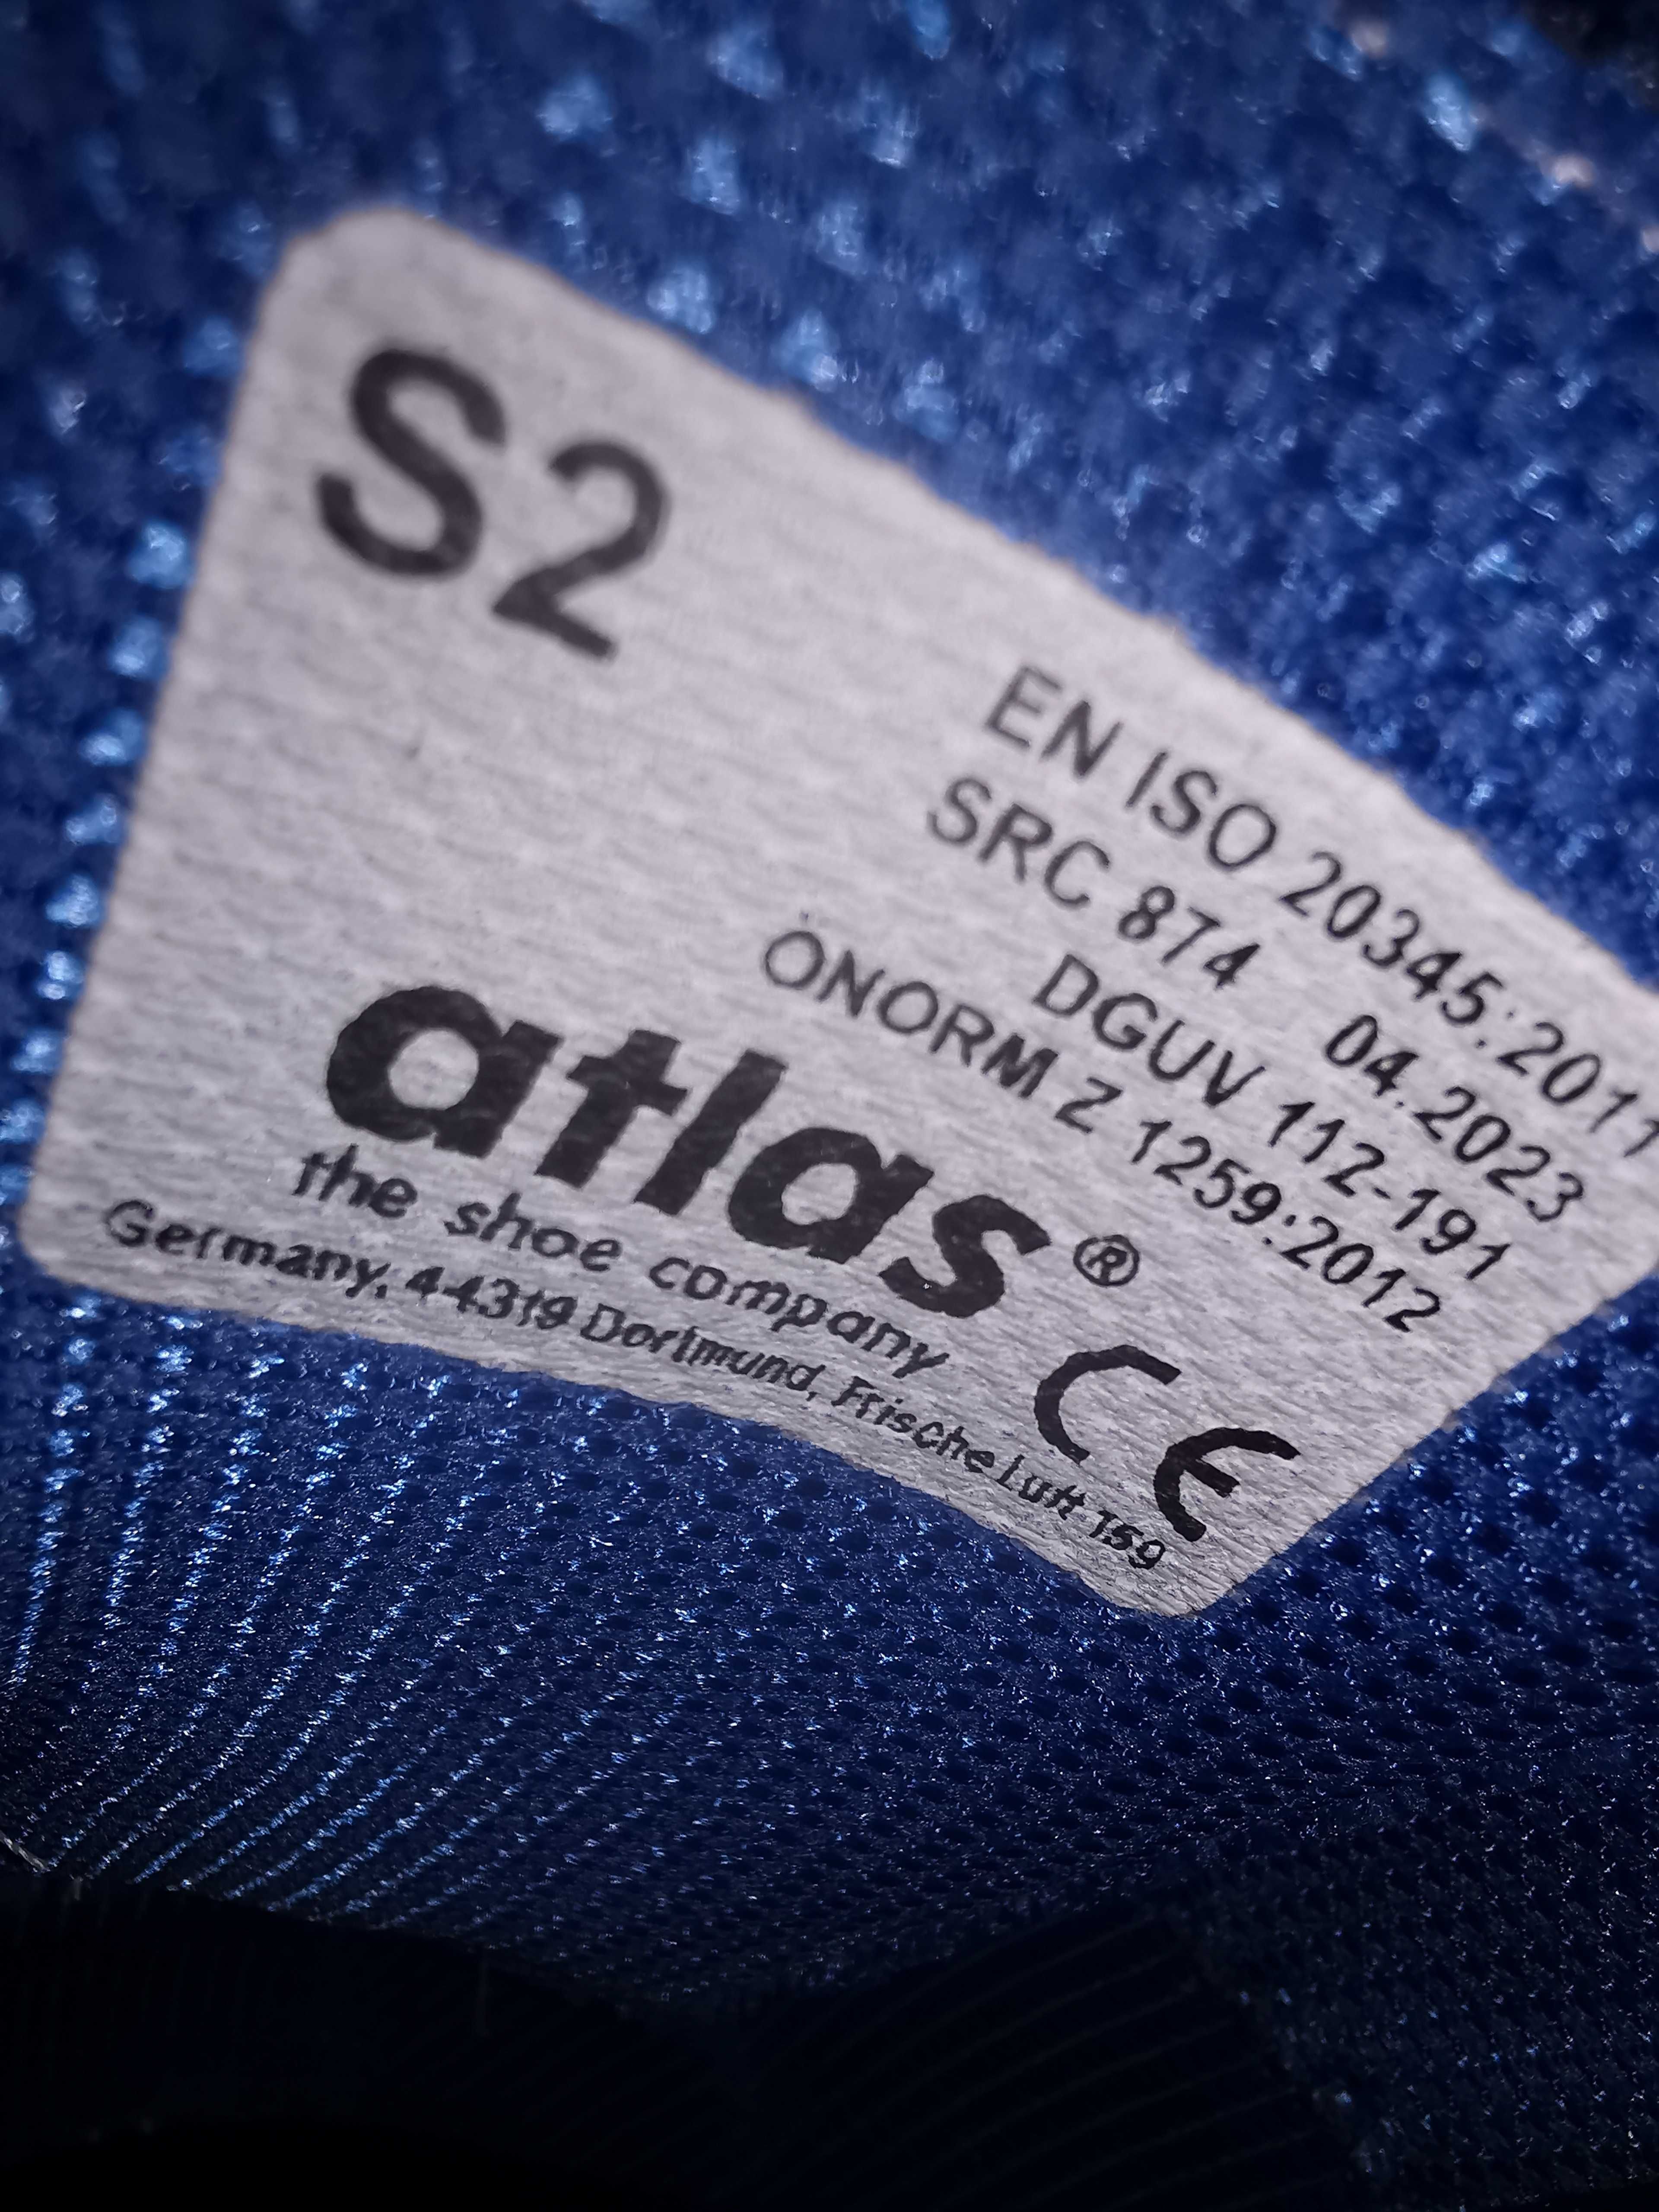 S2
EN ISO 20345:2011
SRC 874 04.2023
DGUV 112-191
ÖNORM Z 1259:2012
atlas®
the shoe company
CE
Germany, 44319 Dortmund, Frische Luft 159